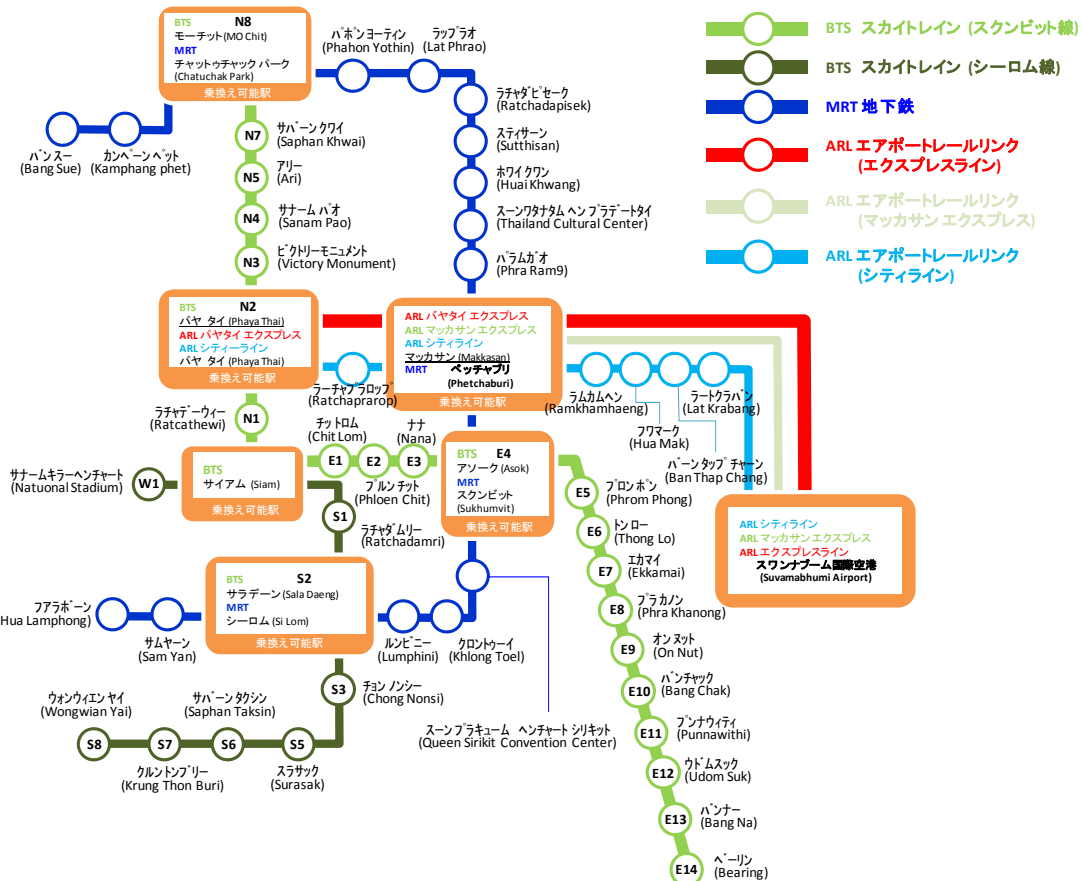 BTS N8
モーチット(MO Chit)
MRT
チャットゥチャック パーク
(Chatuchak Park)
乗換え可能駅
パホンヨーティン
(Phahon Yothin)
ラップラオ
(Lat Phrao)
BTS スカイトレイン (スクンビット線)
BTS スカイトレイン (シーロム線)
MRT 地下鉄
ARL エアポートレールリンク
(エクスプレスライン)
ARL エアポートレールリンク
(マッカサン エクスプレス)
ARL エアポートレールリンク
(シティライン)
バンスー
(Bang Sue)
カンペーンペット
(Kamphang phet)
N7
サパーンクワイ
(Saphan Khwai)
N5
アリー
(Ari)
N4
サナーム パオ
(Sanam Pao)
N3
ビクトリーモニュメント
(Victory Monument)
ラチャダピセーク
(Ratchadapisek)
スティサーン
(Sutthisan)
ホワイクワン
(Huai Khwang)
スーンワタナタム ヘン プラデートタイ
(Thailand Cultural Center)
パラムガオ
(Phra Ram9)
BTS N2
パヤ タイ (Phaya Thai)
ARL パヤタイ エクスプレス
ARL シティーライン
パヤ タイ (Phaya Thai)
乗換え可能駅
ラーチャプラロップ
(Ratchaprarop)
ARL パヤタイ エクスプレス
ARL マッカサン エクスプレス
ARL シティライン
マッカサン (Makkasan)
MRT ペッチャブリ
(Phetchaburi)
乗換え可能駅
ラムカムヘン
(Ramkhamhaeng)
フワマーク
(Hua Mak)
バーンタップチャーン
(Ban Thap Chang)
ラートクラバン
(Lat Krabang)
ラチャデーウィー
(Ratcathewi)
N1
サナームキラーヘンチャート
(Natuonal Stadium)
W1
BTS
サイアム (Siam)
乗換え可能駅
チットロム
(Chit Lom)
E1
E2
プルンチット
(Phloen Chit)
ナナ
(Nana)
E3
BTS E4
アソーク(Asok)
MRT
スクンビット
(Sukhumvit)
乗換え可能駅
S1
ラチャダムリー
(Ratchadamri)
E5
プロンポン
(Phrom Phong)
E6
トンロー
(Thong Lo)
E7
エカマイ
(Ekkamai)
E8
プラカノン
(Phra Khanong)
E9
オンヌット
(On Nut)
E10
バンチャック
(Bang Chak)
E11
プンナウィティ
(Punnawithi)
E12
ウドムスック
(Udom Suk)
E13
バンナー
(Bang Na)
E14
ベーリン
(Bearing)
ARL シティライン
ARL マッカサン エクスプレス
ARL エクスプレスライン
スワンナプーム国際空港
(Suvarnabhumi Airport)
BTS S2
サラデーン(Sala Daeng)
MRT
シーロム (Si Lom)
乗換え可能駅
フアラポーン
Hua Lamphong)
サムヤーン
(Sam Yan)
ルンピニー
(Lumphini)
クロントゥーイ
(Khlong Toel)
スーンプラキューム ヘンチャート シリキット
(Queen Sirikit Convention Center)
S3
チョンノンシー
(Chong Nonsi)
ウォンウィエンヤイ
(Wongwian Yai)
サパーンタクシン
(Saphan Taksin)
S8
S7
S6
S5
クルントンブリー
(Krung Thon Buri)
スラサック
(Surasak)